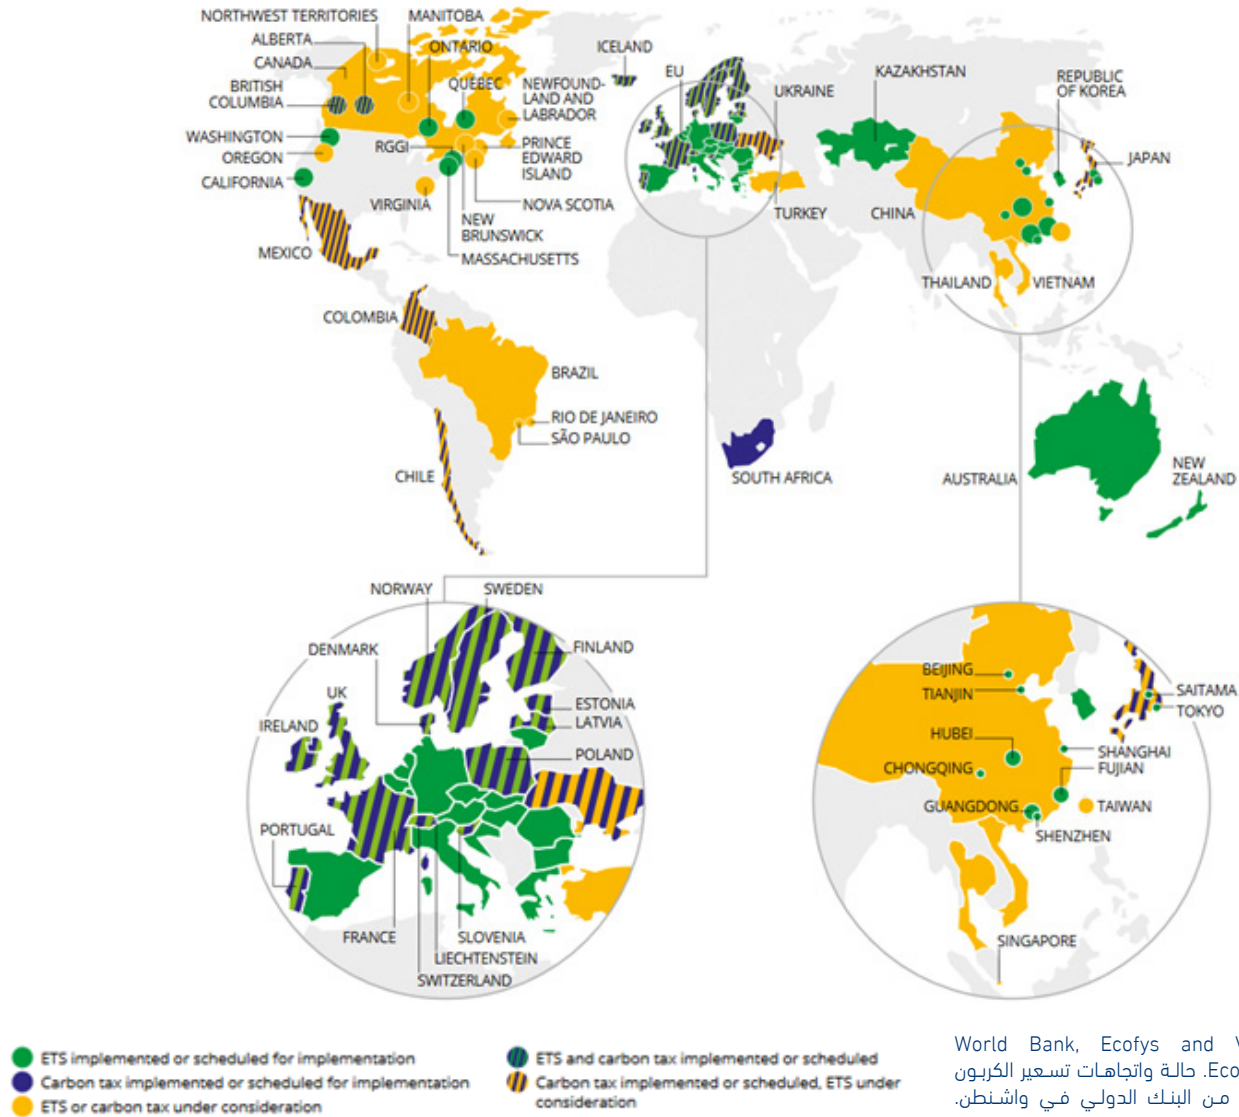 NORTHWEST TERRITORIES
MANITOBA
ALBERTA
ONTARIO
CANADA
BRITISH
COLUMBIA
QUÉBEC
NEWFOUND-
LAND AND
LABRADOR
WASHINGTON
OREGON
CALIFORNIA
RGGI
PRINCE
EDWARD
ISLAND
VIRGINIA
NOVA SCOTIA
NEW
BRUNSWICK
MASSACHUSETTS
MEXICO
ICELAND
EU
UKRAINE
KAZAKHSTAN
REPUBLIC
OF KOREA
JAPAN
TURKEY
CHINA
THAILAND
VIETNAM
COLOMBIA
BRAZIL
RIO DE JANEIRO
SÃO PAULO
CHILE
SOUTH AFRICA
AUSTRALIA
NEW
ZEALAND
NORWAY
SWEDEN
DENMARK
FINLAND
UK
ESTONIA
IRELAND
LATVIA
POLAND
PORTUGAL
FRANCE
SLOVENIA
LIECHTENSTEIN
SWITZERLAND
BEIJING
TIANJIN
SAITAMA
TOKYO
HUBEI
SHANGHAI
CHONGQING
FUJIAN
GUANGDONG
TAIWAN
SHENZHEN
SINGAPORE
ETS implemented or scheduled for implementation
Carbon tax implemented or scheduled for implementation
ETS or carbon tax under consideration
ETS and carbon tax implemented or scheduled
Carbon tax implemented or scheduled, ETS under
consideration
World Bank, Ecofys and
Eco. حالة واتجاهات تسعير الكربون
من البنك الدولي في واشنطن.